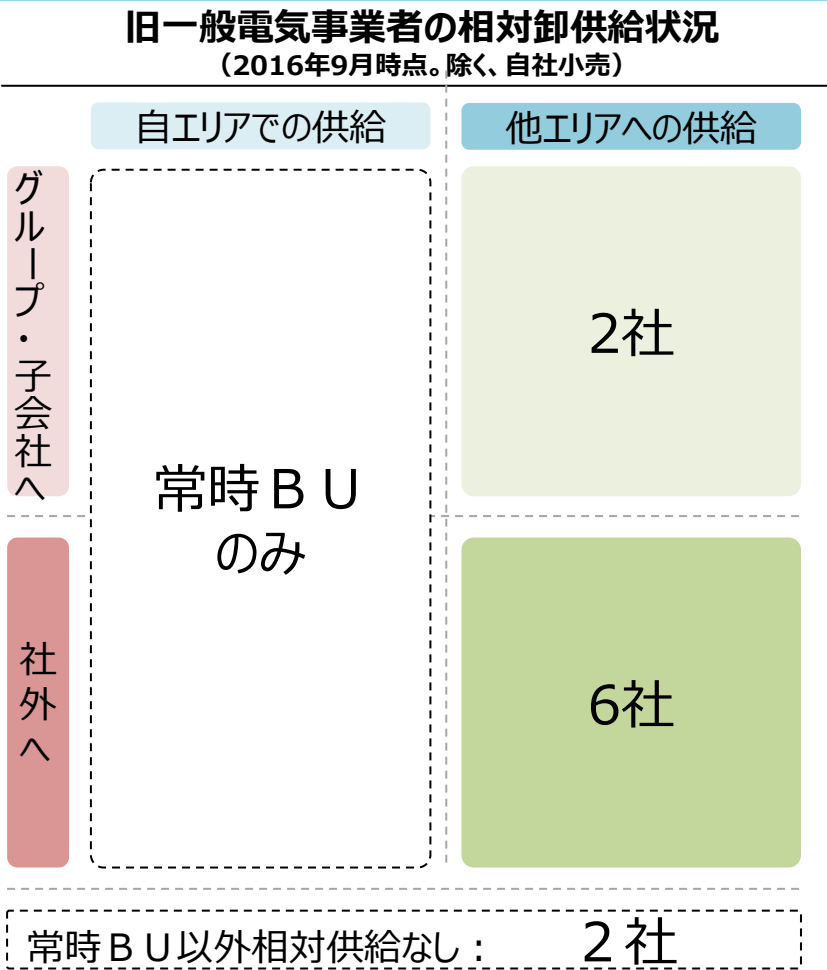 旧一般電気事業者の相対卸供給状況
（2016年9月時点。除く、自社小売）
自エリアでの供給
他エリアへの供給
グループ・子会社へ
常時ＢＵ
のみ
2社
社外へ
6社
常時ＢＵ以外相対供給なし：　２社